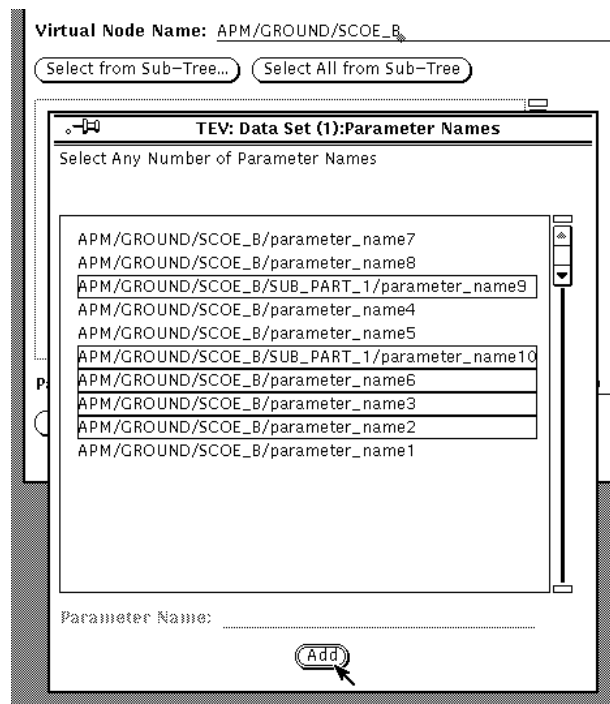 Virtual Node Name: APM/GROUND/SCOE_B
Select from Sub-Tree... Select All from Sub-Tree
TEV: Data Set (1):Parameter Names
Select Any Number of Parameter Names
APM/GROUND/SCOE_B/parameter_name7
APM/GROUND/SCOE_B/parameter_name8
APM/GROUND/SCOE_B/SUB_PART_1/parameter_name9
APM/GROUND/SCOE_B/parameter_name4
APM/GROUND/SCOE_B/parameter_name5
APM/GROUND/SCOE_B/SUB_PART_1/parameter_name10
APM/GROUND/SCOE_B/parameter_name6
APM/GROUND/SCOE_B/parameter_name3
APM/GROUND/SCOE_B/parameter_name2
APM/GROUND/SCOE_B/parameter_name1
Parameter Name:
Add